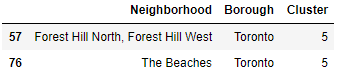 Neighborhood Borough Cluster
57 Forest Hill North, Forest Hill West Toronto 5
76 The Beaches Toronto 5